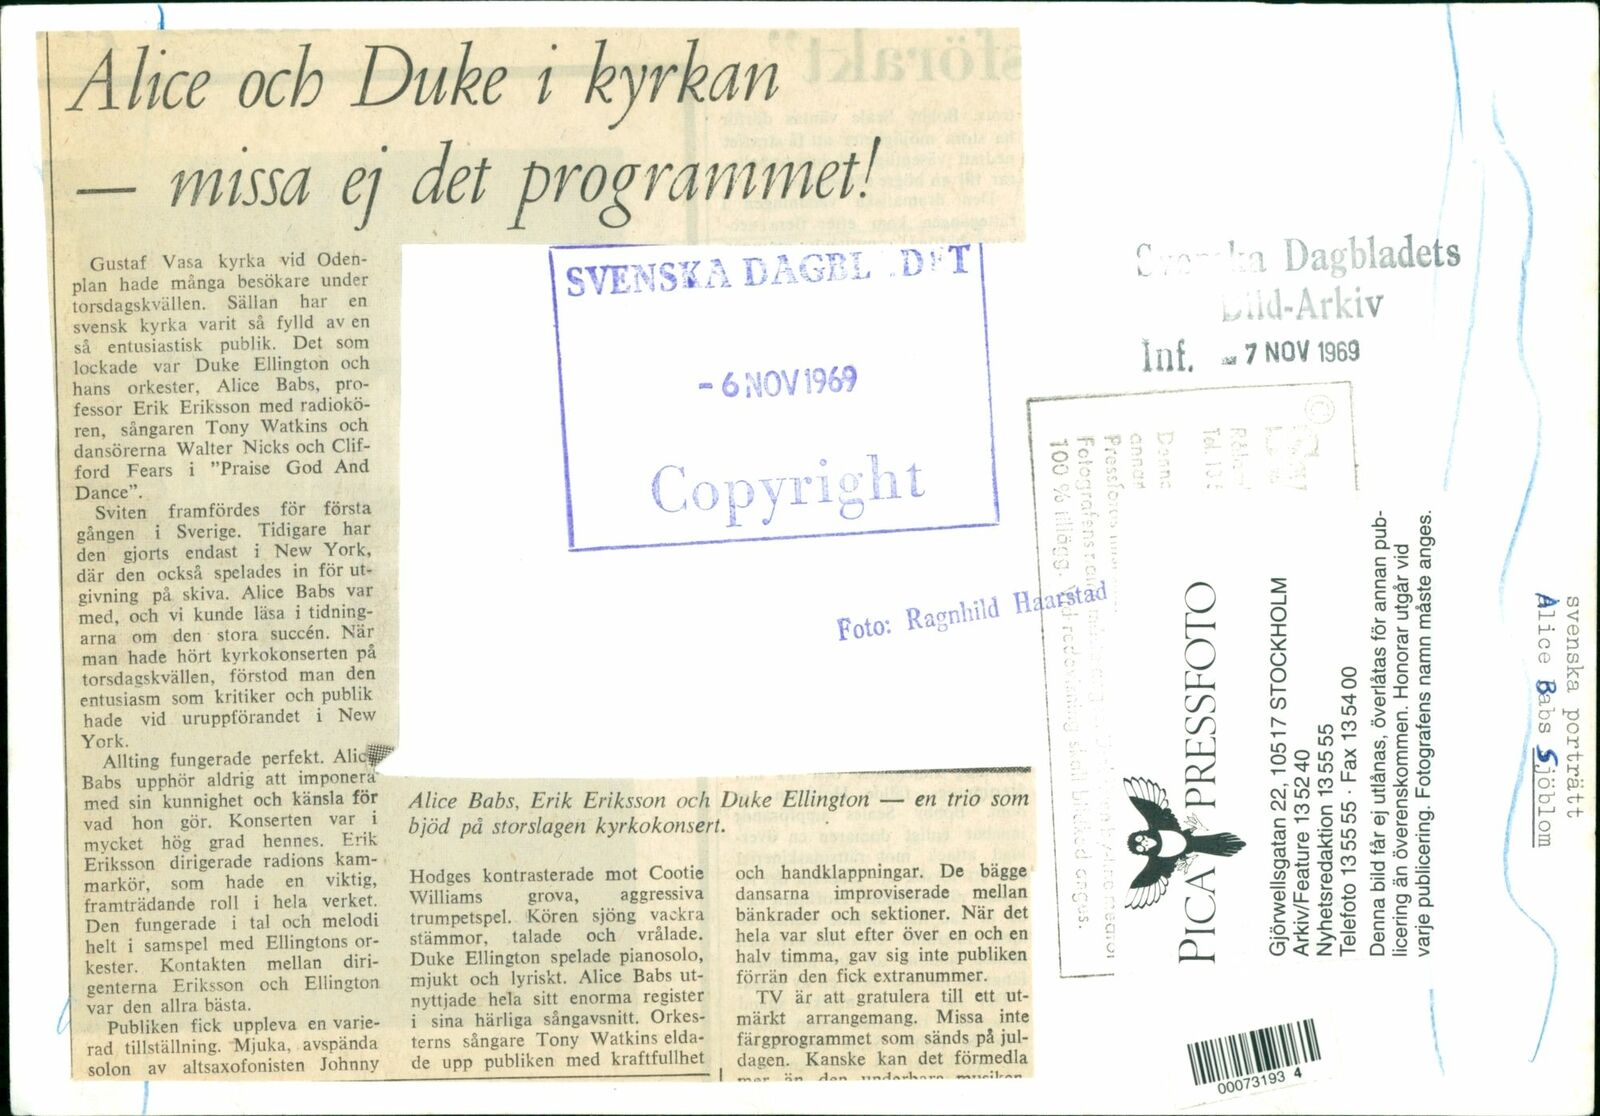 Alice och Duke i kyrkan
— missa ej det programmet!
Gustaf Vasa kyrka vid Oden-
plan hade många besökare under
torsdagskvällen. Sällan har en
svensk kyrka varit så fylld av en
så entusiastisk publik. Det som
lockade var Duke Ellington och
hans orkester, Alice Babs, pro-
fessor Erik Eriksson med radiokö-
ren, sångaren Tony Watkins och
dansörerna Walter Nicks och Clif-
ford Fears i "Praise God And
Dance".
Sviten framfördes för första
gången i Sverige. Tidigare har
den gjorts endast i New York,
där den också spelades in för ut-
givning på skiva. Alice Babs var
med, och vi kunde läsa i tidning-
arna om den stora succén. När
man hade hört kyrkokonserten på
torsdagskvällen, förstod man den
entusiasm som kritiker och publik
hade vid uruppförandet i New
York.
Allting fungerade perfekt. Alice
Babs upphör aldrig att imponera
med sin kunnighet och känsla för
vad hon gör. Konserten var i
mycket hög grad hennes. Erik
Eriksson dirigerade radions kam-
markör, som hade en viktig,
framträdande roll i hela verket.
Den fungerade i tal och melodi
helt i samspel med Ellingtons or-
kester. Kontakten mellan diri-
genterna Eriksson och Ellington
var den allra bästa.
Publiken fick uppleva en varie-
rad tillställning. Mjuka, avspända
solon av altsaxofonisten Johnny
Alice Babs, Erik Eriksson och Duke Ellington — en trio som
bjöd på storslagen kyrkokonsert.
Hodges kontrasterade mot Cootie
Williams grova, aggressiva
trumpetspel. Kören sjöng vackra
stämmor, talade och vrålade.
Duke Ellington spelade pianosolo,
mjukt och lyriskt. Alice Babs ut-
nyttjade hela sitt enorma register
i sina härliga sångavsnitt. Orkes-
terns sångare Tony Watkins elda-
de upp publiken med kraftfullhet
och handklappningar. De bägge
dansarna improviserade mellan
bänkrader och sektioner. När det
hela var slut efter över en och en
halv timma, gav sig inte publiken
förrän den fick extranummer.
TV är att gratulera till ett ut-
märkt arrangemang. Missa inte
färgprogrammet som sänds på jul-
dagen. Kanske kan det förmedla
mer än den underbara musiken
SVENSKA DAGBLADET
- 6 NOV 1969
Copyright
Foto: Ragnhild Haarstad
Svenska Dagbladets
Bild-Arkiv
Inf. - 7 NOV 1969
©
Tel.
Denna
annan
Pressfoto
Fotografens
100 % tillägg.
PICA PRESSFOTO
Gjörwellsgatan 22, 105 17 STOCKHOLM
Arkiv/Feature 13 52 40
Nyhetsredaktion 13 55 55
Telefoto 13 55 55 · Fax 13 54 00
Denna bild får ej utlånas, överlåtas för annan pub-
licering än överenskommen. Honorar utgår vid
varje publicering. Fotografens namn måste anges.
svenska porträtt
Alice Babs Sjöblom
00073193 4